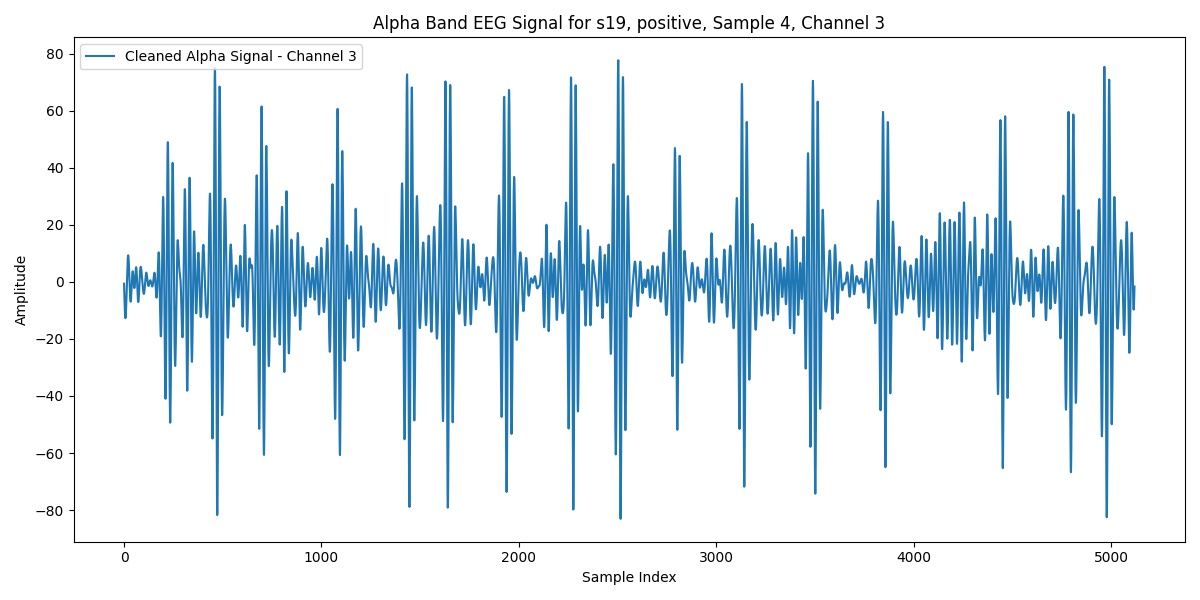 Alpha Band EEG Signal for s19, positive, Sample 4, Channel 3
Cleaned Alpha Signal - Channel 3
80
60
40
20
0
−20
−40
−60
−80
Amplitude
0 1000 2000 3000 4000 5000
Sample Index